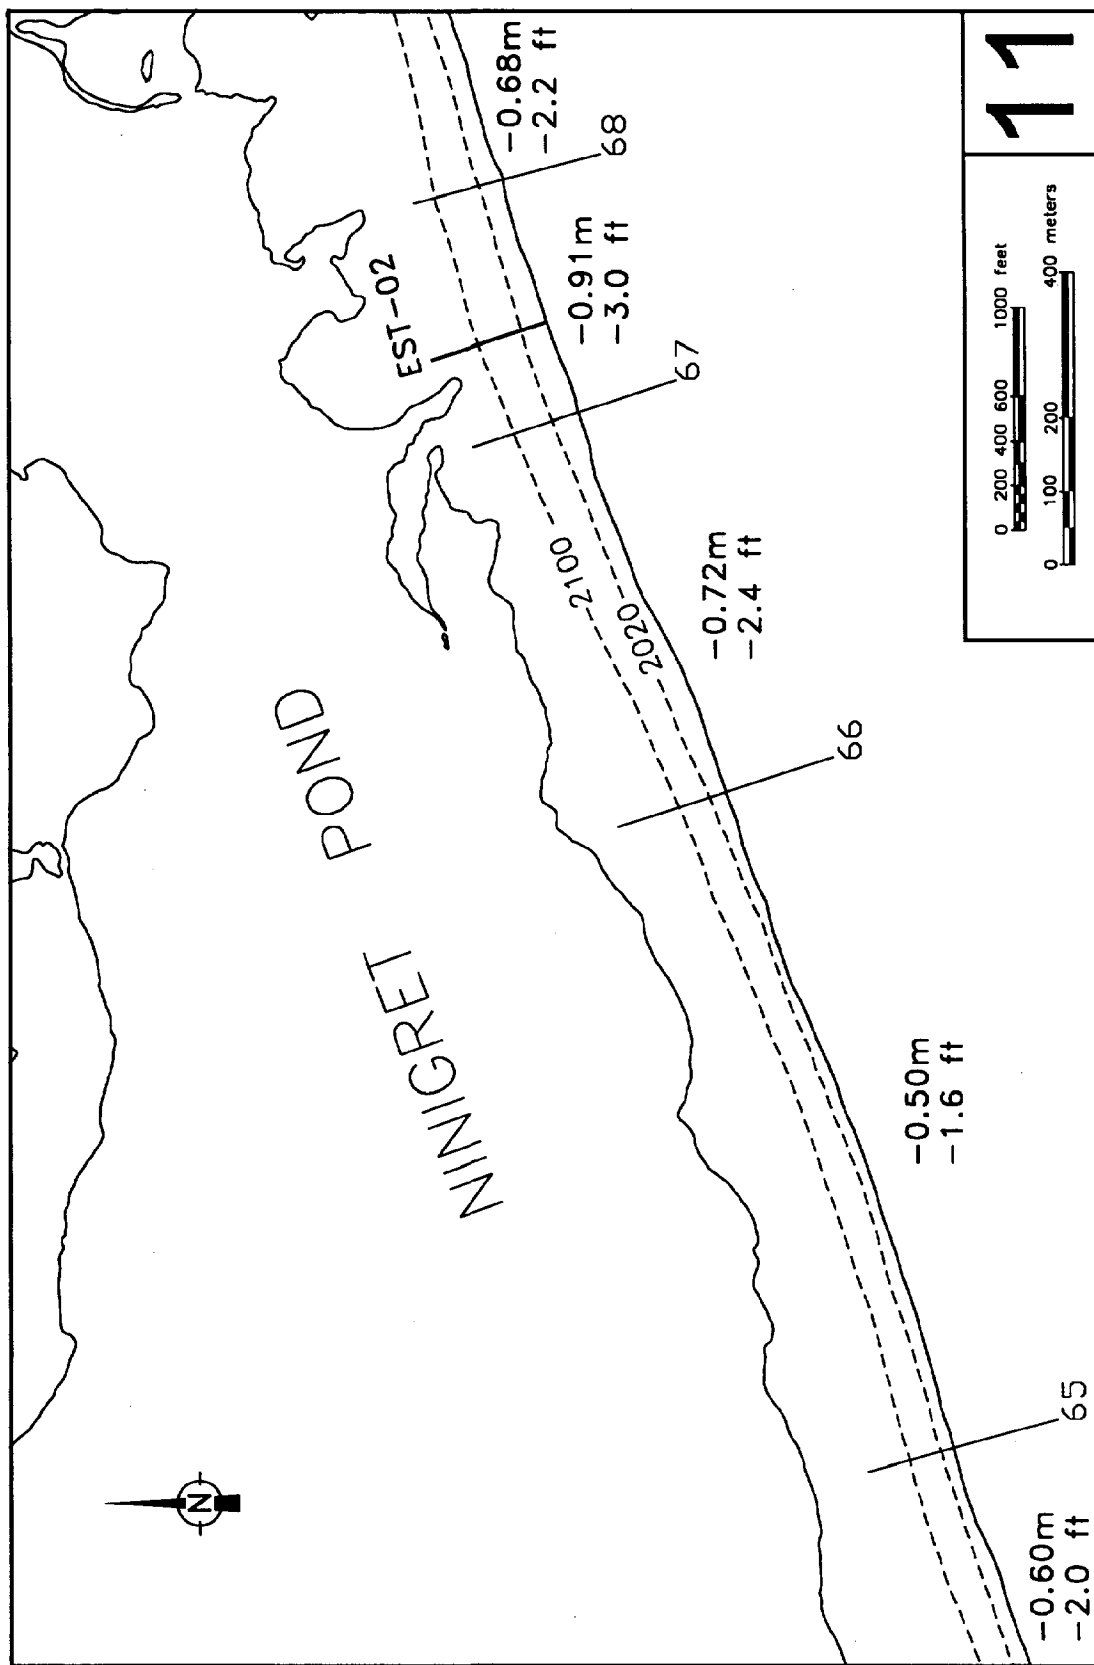 NINIGRET POND
N
EST-02
2100
2020
-0.60m
-2.0 ft
65
-0.50m
-1.6 ft
66
-0.72m
-2.4 ft
67
-0.91m
-3.0 ft
68
-0.68m
-2.2 ft
0 200 400 600 1000 feet
0 100 200 400 meters
11